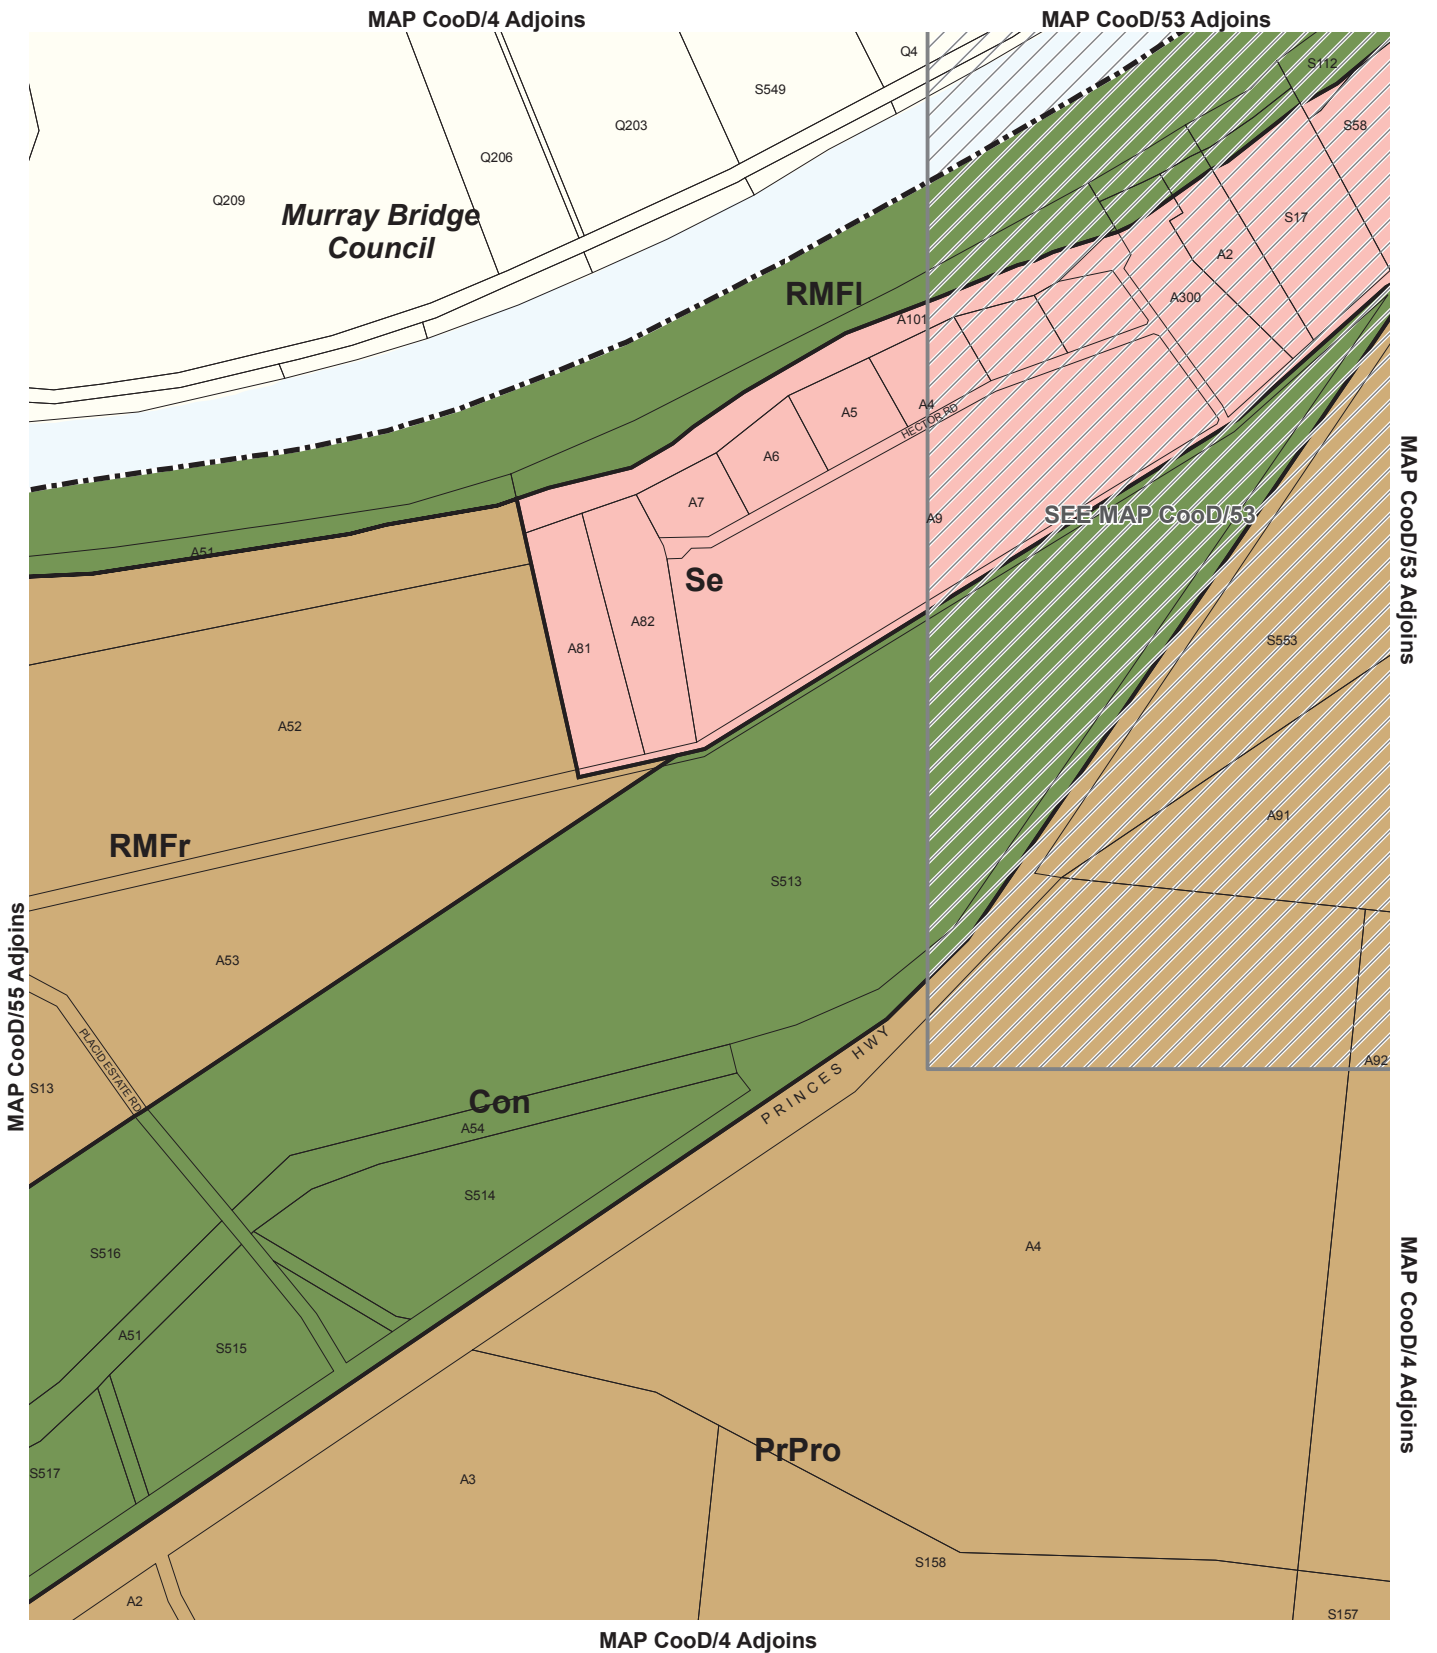 MAP CooD/4 Adjoins
MAP CooD/53 Adjoins
Q4
S112
S549
Q203
S58
Q206
Q209
Murray Bridge
Council
S17
A2
RMFl
A300
A101
A5
A4
HECTOR RD
A6
A7
A9
SEE MAP CooD/53
MAP CooD/53 Adjoins
A51
Se
A82
A81
S553
A52
A91
RMFr
S513
A53
MAP CooD/55 Adjoins
PLACID ESTATE RD
PRINCES HWY
A92
S13
Con
A54
S514
S516
A4
MAP CooD/4 Adjoins
A51
S515
PrPro
S517
A3
S158
A2
S157
MAP CooD/4 Adjoins